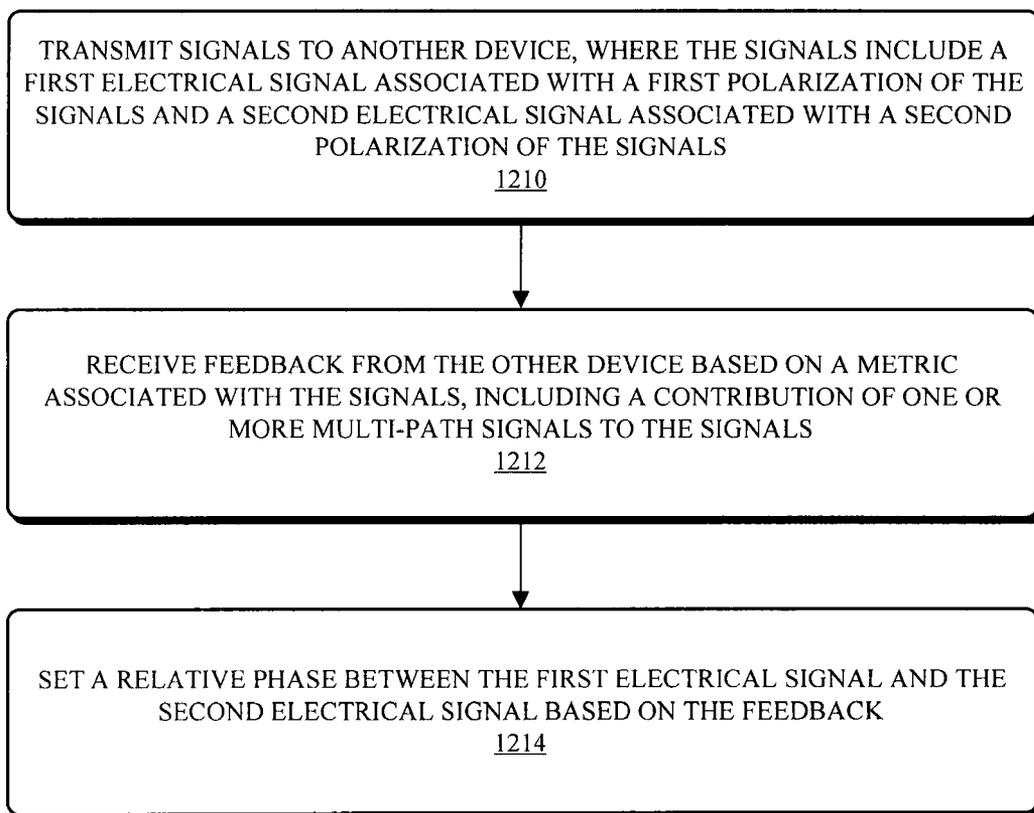 TRANSMIT SIGNALS TO ANOTHER DEVICE, WHERE THE SIGNALS INCLUDE A
FIRST ELECTRICAL SIGNAL ASSOCIATED WITH A FIRST POLARIZATION OF THE
SIGNALS AND A SECOND ELECTRICAL SIGNAL ASSOCIATED WITH A SECOND
POLARIZATION OF THE SIGNALS
1210
RECEIVE FEEDBACK FROM THE OTHER DEVICE BASED ON A METRIC
ASSOCIATED WITH THE SIGNALS, INCLUDING A CONTRIBUTION OF ONE OR
MORE MULTI-PATH SIGNALS TO THE SIGNALS
1212
SET A RELATIVE PHASE BETWEEN THE FIRST ELECTRICAL SIGNAL AND THE
SECOND ELECTRICAL SIGNAL BASED ON THE FEEDBACK
1214